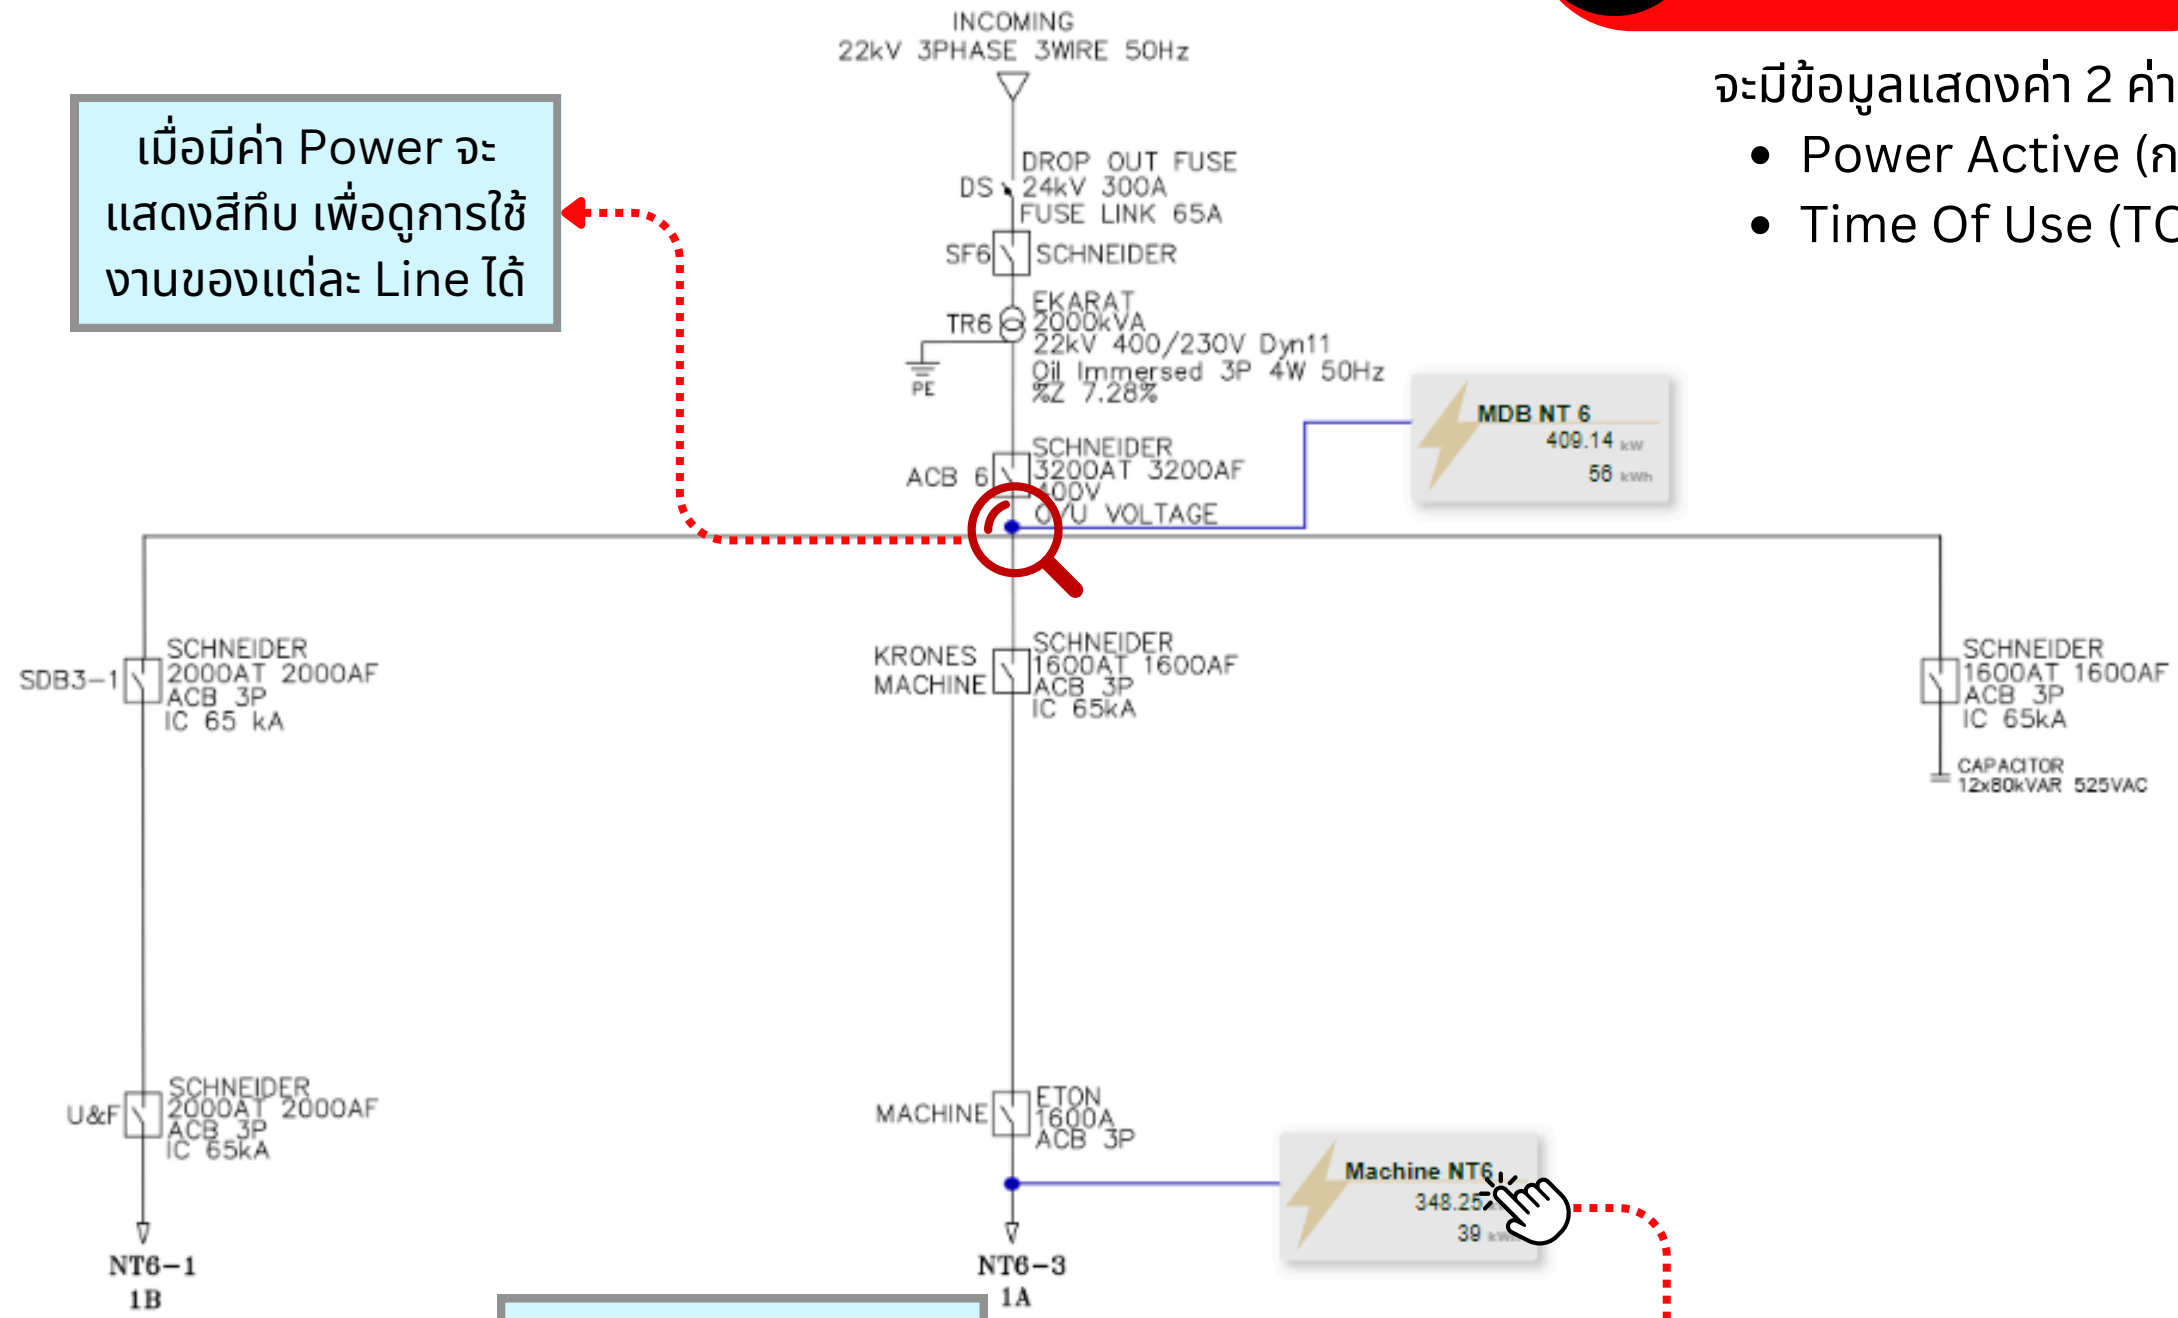 INCOMING
22kV 3PHASE 3WIRE 50Hz
จะมีข้อมูลแสดงค่า 2 ค่า
• Power Active (ก
• Time Of Use (TO
เมื่อมีค่า Power จะ
แสดงสีทึบ เพื่อดูการใช้
งานของแต่ละ Line ได้
DROP OUT FUSE
DS 24kV 300A
FUSE LINK 65A
SF6 SCHNEIDER
EKARAT
TR6 2000kVA
22kV 400/230V Dyn11
Oil Immersed 3P 4W 50Hz
PE %Z 7.28%
MDB NT 6
409.14 kW
56 kWh
SCHNEIDER
ACB 6 3200AT 3200AF
400V
O/U VOLTAGE
SCHNEIDER
SDB3-1 2000AT 2000AF
ACB 3P
IC 65 kA
KRONES
MACHINE
SCHNEIDER
1600AT 1600AF
ACB 3P
IC 65kA
SCHNEIDER
1600AT 1600AF
ACB 3P
IC 65kA
CAPACITOR
12x80kVAR 525VAC
SCHNEIDER
U&F 2000AT 2000AF
ACB 3P
IC 65kA
MACHINE
ETON
1600A
ACB 3P
Machine NT6
348.25
39
NT6-1
1B
NT6-3
1A